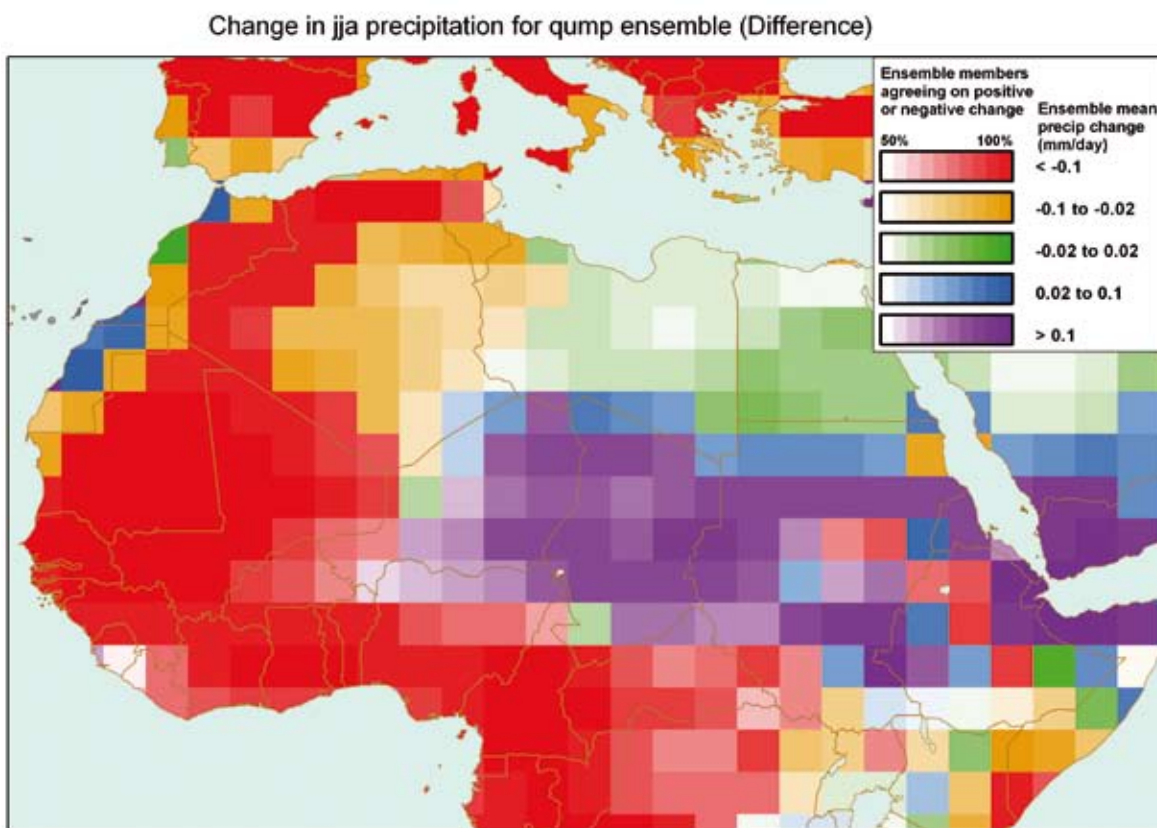 Change in jja precipitation for qump ensemble (Difference)
Ensemble members
agreeing on positive
or negative change
50% 100%
Ensemble mean
precip change
(mm/day)
< -0.1
-0.1 to -0.02
-0.02 to 0.02
0.02 to 0.1
> 0.1